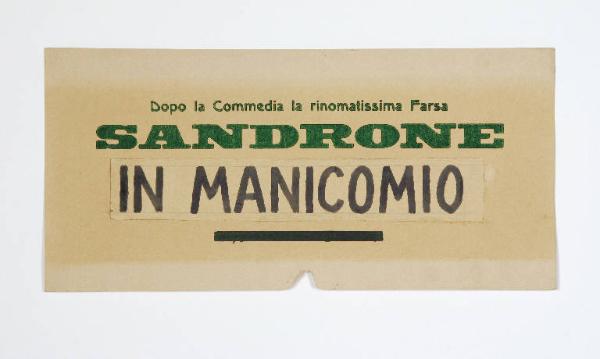 Dopo la Commedia la rinomatissima Farsa
SANDRONE
IN MANICOMIO